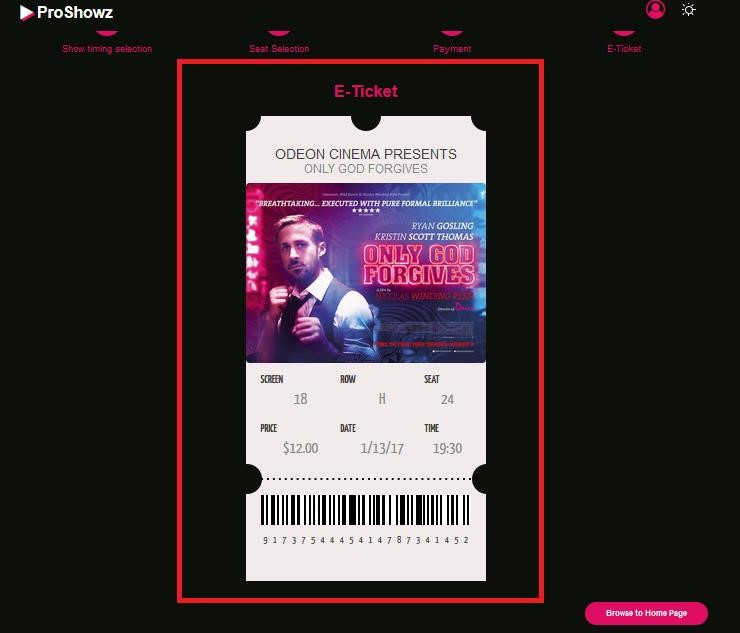 ProShowz
Show timing selection
Seat Selection
Payment
E-Ticket
E-Ticket
ODEON CINEMA PRESENTS
ONLY GOD FORGIVES
"BREATHTAKING... EXECUTED WITH PURE FORMAL BRILLIANCE"
RYAN GOSLING
KRISTIN SCOTT THOMAS
ONLY GOD
FORGIVES
a film by
NICOLAS WINDING REFN
Director of
SCREEN ROW SEAT
18 H 24
PRICE DATE TIME
$12.00 1/13/17 19:30
9 1 7 3 7 5 4 4 4 5 4 1 4 7 8 7 3 4 1 4 5 2
Browse to Home Page